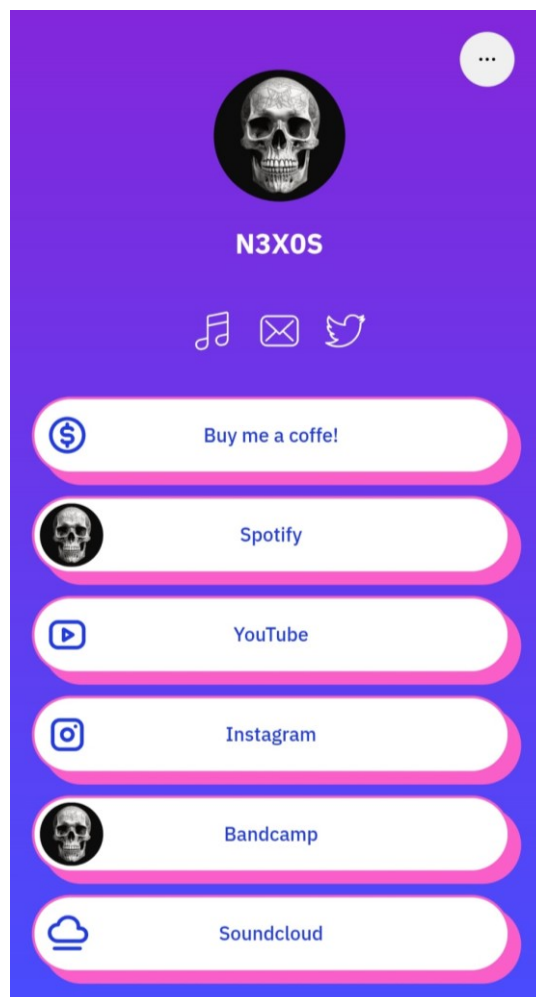 N3X0S
Buy me a coffe!
Spotify
YouTube
Instagram
Bandcamp
Soundcloud